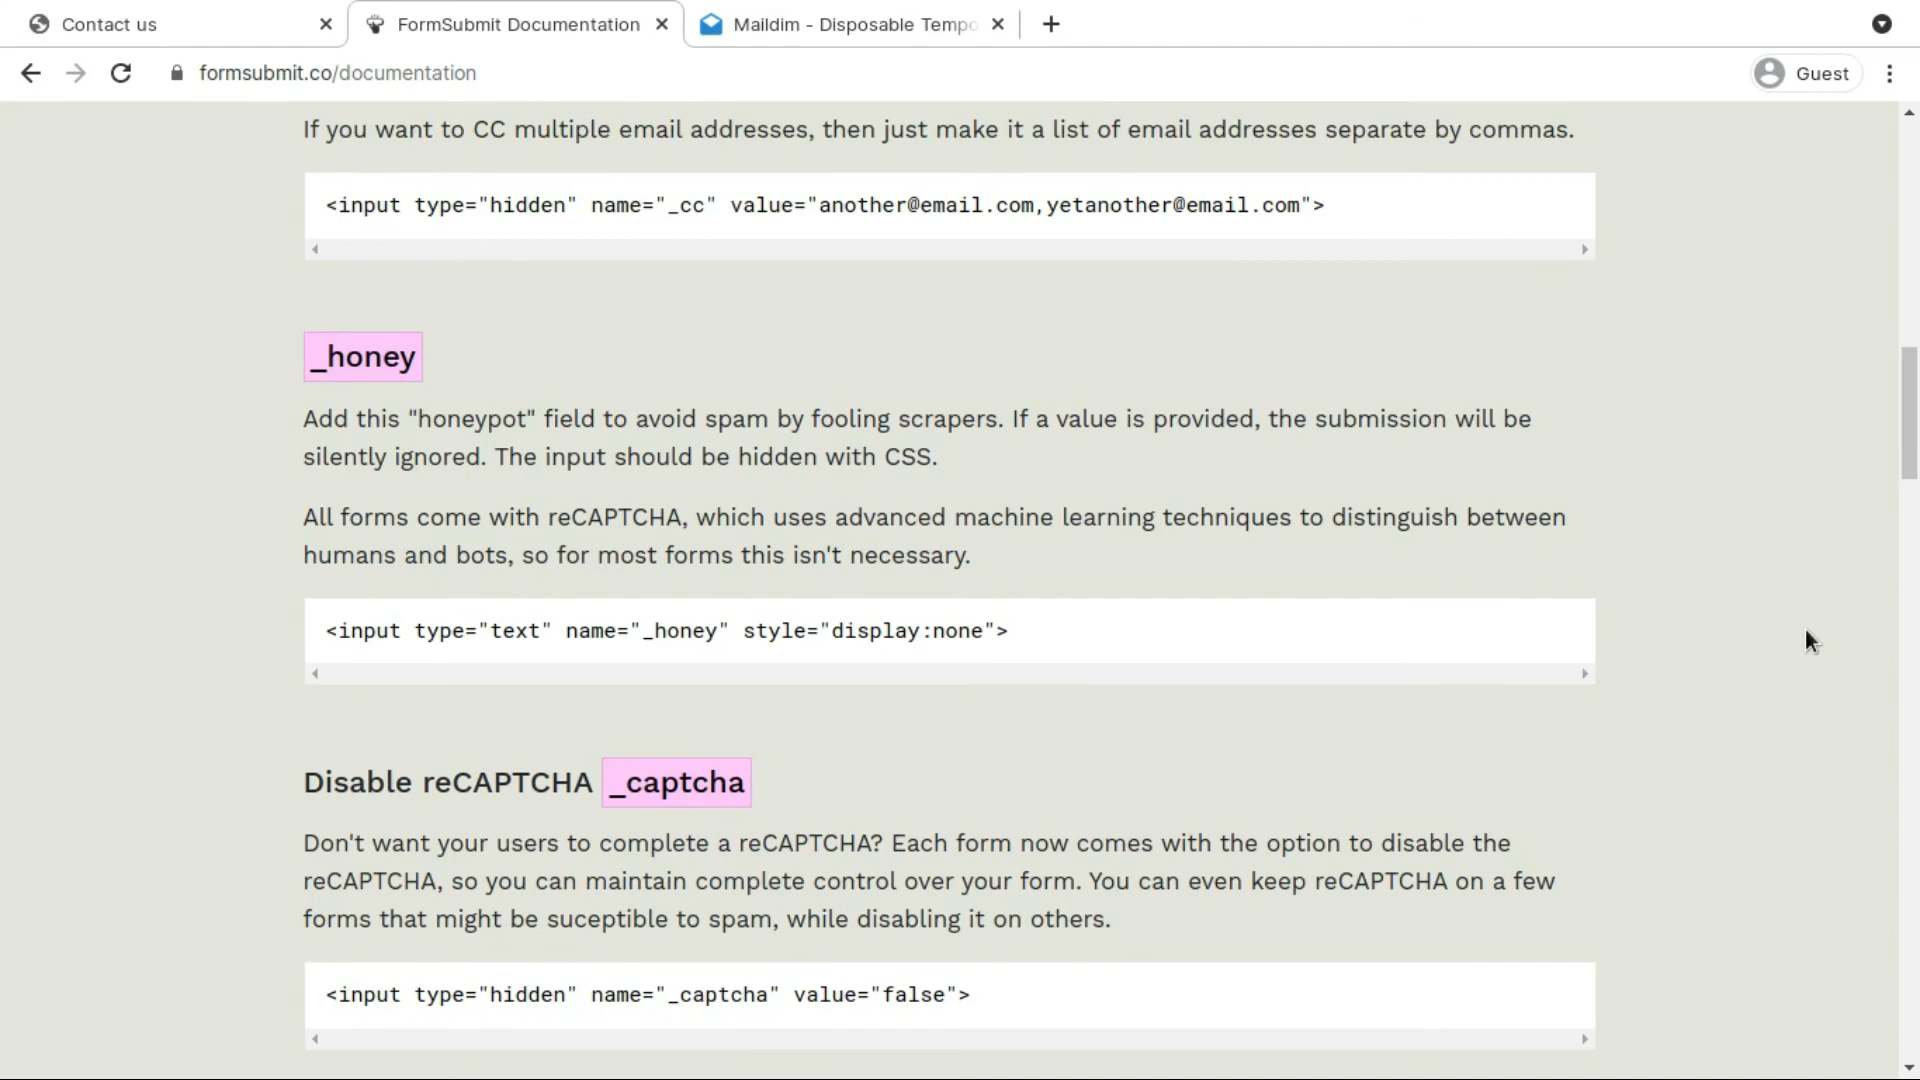 Contact us
FormSubmit Documentation
Maildim - Disposable Tempo
formsubmit.co/documentation
Guest
If you want to CC multiple email addresses, then just make it a list of email addresses separate by commas.
<input type="hidden" name="_cc" value="another@email.com,yetanother@email.com">
_honey
Add this "honeypot" field to avoid spam by fooling scrapers. If a value is provided, the submission will be
silently ignored. The input should be hidden with CSS.
All forms come with reCAPTCHA, which uses advanced machine learning techniques to distinguish between
humans and bots, so for most forms this isn't necessary.
<input type="text" name="_honey" style="display:none">
Disable reCAPTCHA _captcha
Don't want your users to complete a reCAPTCHA? Each form now comes with the option to disable the
reCAPTCHA, so you can maintain complete control over your form. You can even keep reCAPTCHA on a few
forms that might be suceptible to spam, while disabling it on others.
<input type="hidden" name="_captcha" value="false">